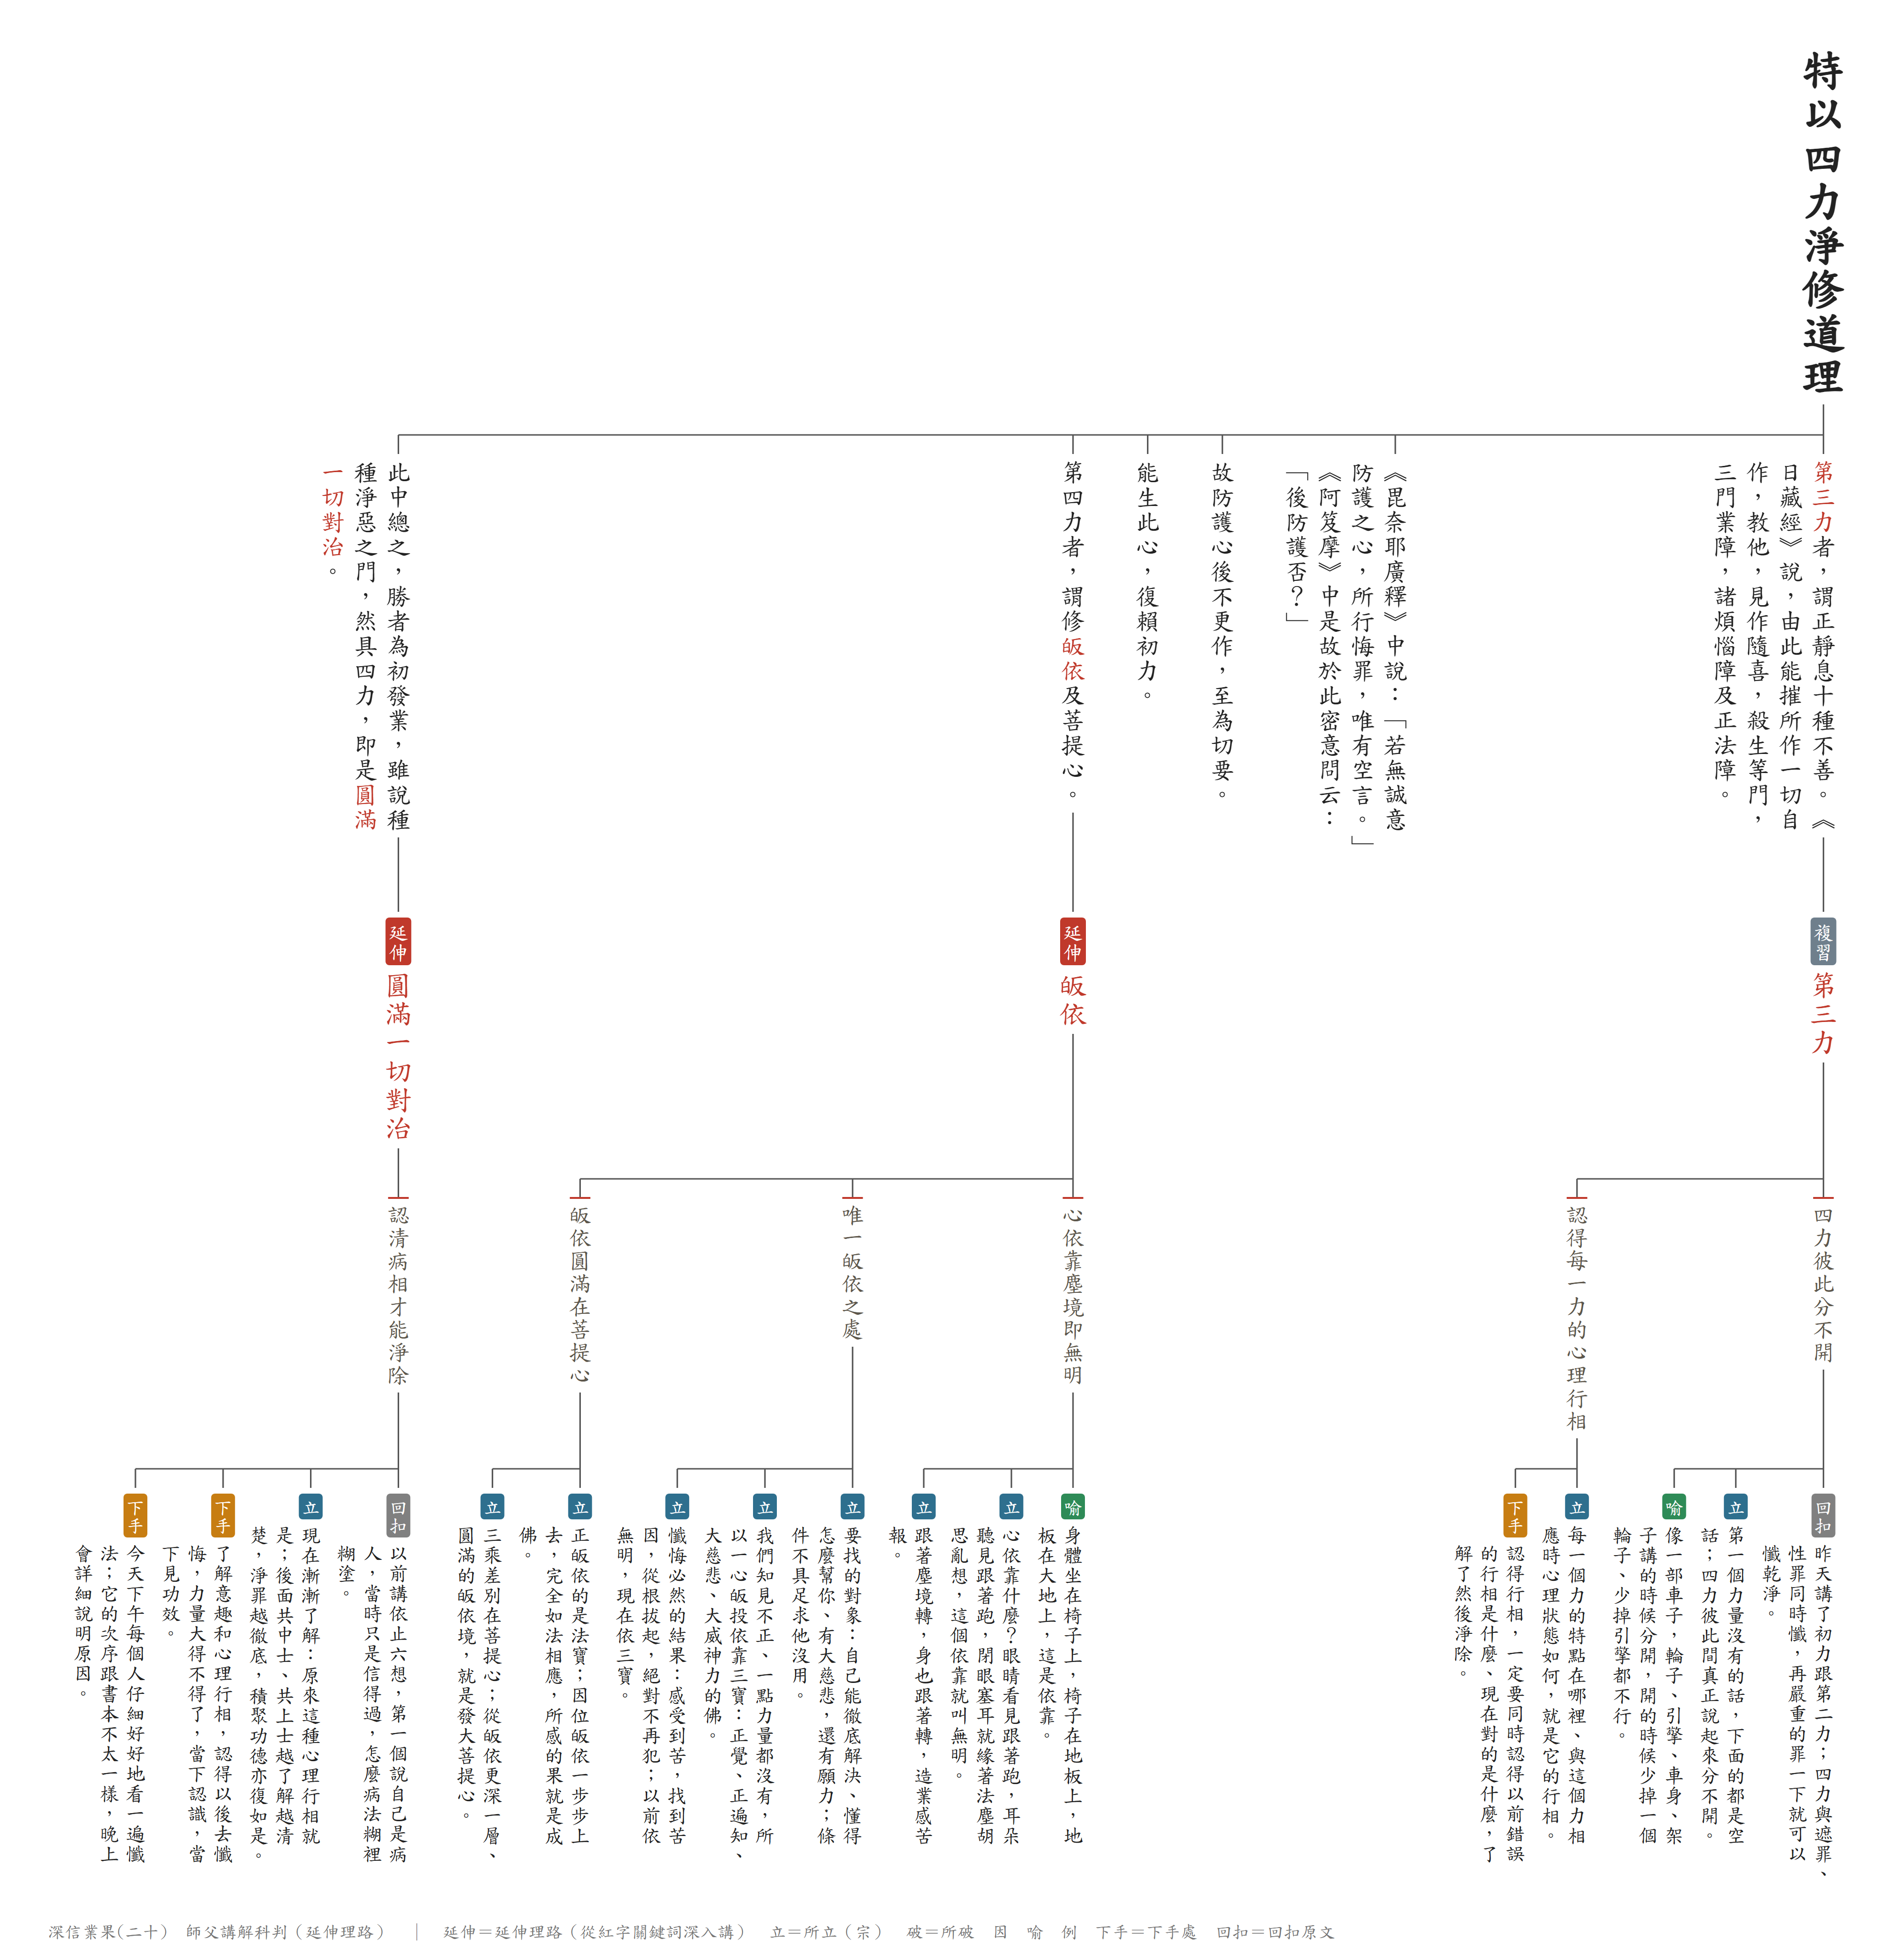 特以四力淨修道理
第三力者，謂正靜息十種不善。《
日藏經》說，由此能摧所作一切自
作，教他，見作隨喜，殺生等門，
三門業障，諸煩惱障及正法障。
《毘奈耶廣釋》中說：「若無誠意
防護之心，所行悔罪，唯有空言。」
《阿笈摩》中是故於此密意問云：
「後防護否？」
故防護心後不更作，至為切要。
能生此心，復賴初力。
第四力者，謂修皈依及菩提心。
此中總之，勝者為初發業，雖說種
種淨惡之門，然具四力，即是圓滿
一切對治。
複習
第三力
延伸
皈依
延伸
圓滿一切對治
四力彼此分不開
認得每一力的心理行相
心依靠塵境即無明
唯一皈依之處
皈依圓滿在菩提心
認清病相才能淨除
回扣
昨天講了初力跟第二力；四力與遮罪、
性罪同時懺，再嚴重的罪一下就可以
懺乾淨。
立
第一個力量沒有的話，下面的都是空
話；四力彼此間真正說起來分不開。
喻
像一部車子，輪子、引擎、車身、架
子講的時候分開，開的時候少掉一個
輪子、少掉引擎都不行。
立
每一個力的特點在哪裡、與這個力相
應時心理狀態如何，就是它的行相。
下手
認得行相，一定要同時認得以前錯誤
的行相是什麼、現在對的是什麼，了
解了然後淨除。
喻
身體坐在椅子上，椅子在地板上，地
板在大地上，這是依靠。
立
心依靠什麼？眼睛看見跟著跑，耳朵
聽見跟著跑，閉眼塞耳就緣著法塵胡
思亂想，這個依靠就叫無明。
立
跟著塵境轉，身也跟著轉，造業感苦
報。
立
要找的對象：自己能徹底解決、懂得
怎麼幫你、有大慈悲，還有願力；條
件不具足求他沒用。
立
我們知見不正、一點力量都沒有，所
以一心皈投依靠三寶：正覺、正遍知、
大慈悲、大威神力的佛。
立
懺悔必然的結果：感受到苦，找到苦
因，從根拔起，絕對不再犯；以前依
無明，現在依三寶。
立
正皈依的是法寶；因位皈依一步步上
去，完全如法相應，所感的果就是成
佛。
立
三乘差別在菩提心；從皈依更深一層、
圓滿的皈依境，就是發大菩提心。
回扣
以前講依止六想，第一個說自己是病
人，當時只是信得過，怎麼病法糊裡
糊塗。
立
現在漸漸了解：原來這種心理行相就
是；後面共中士、共上士越了解越清
楚，淨罪越徹底，積聚功德亦復如是。
下手
了解意趣和心理行相，認得以後去懺
悔，力量大得不得了，當下認識，當
下見功效。
下手
今天下午每個人仔細好好地看一遍懺
法；它的次序跟書本不太一樣，晚上
會詳細說明原因。
深信業果(二十)　師父講解科判（延伸理路）　｜　延伸＝延伸理路（從紅字關鍵詞深入講）　立＝所立（宗）　破＝所破　因　喻　例　下手＝下手處　回扣＝回扣原文